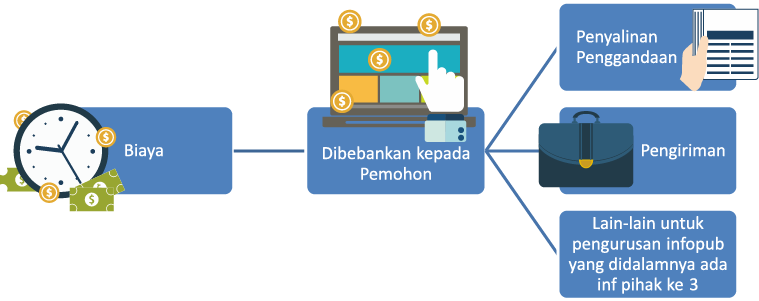 Biaya
Dibebankan kepada
Pemohon
Penyalinan
Penggandaan
Pengiriman
Lain-lain untuk
pengurusan infopub
yang didalamnya ada
inf pihak ke 3